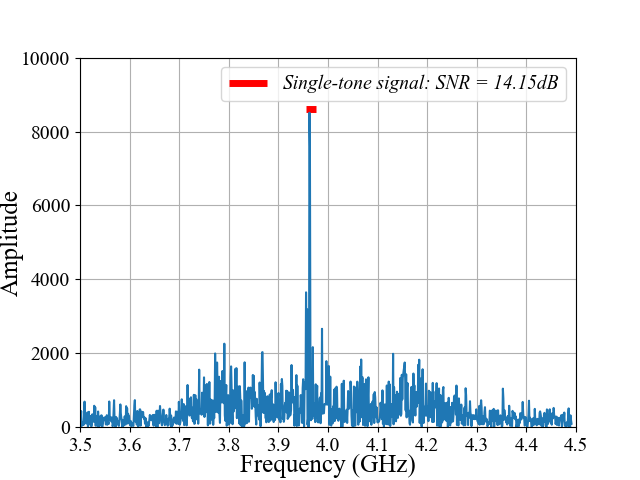 10000
8000
6000
4000
2000
0
Amplitude
Single-tone signal: SNR = 14.15dB
3.5 3.6 3.7 3.8 3.9 4.0 4.1 4.2 4.3 4.4 4.5
Frequency (GHz)